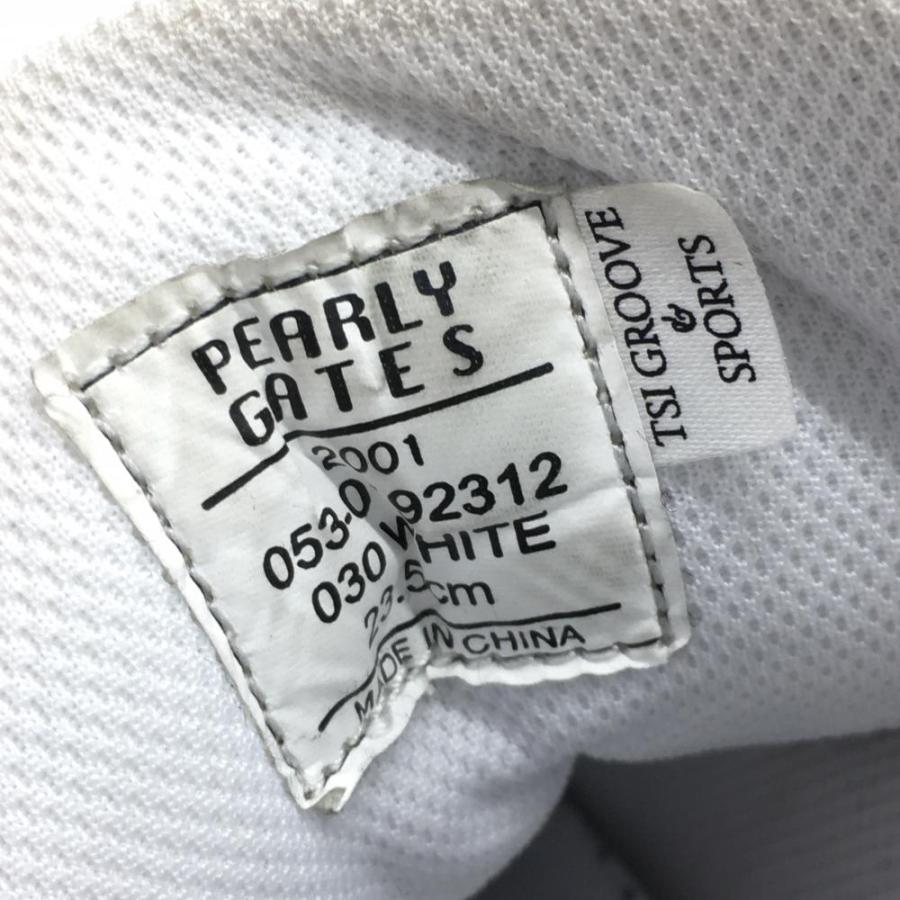 PEARLY
GATES
2001
053-0 92312
030 WHITE
23.5cm
MADE IN CHINA
TSI GROOVE
&
SPORTS